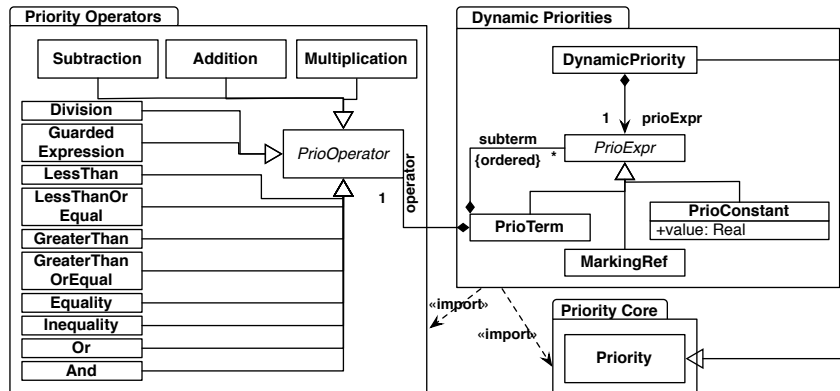 Priority Operators
Subtraction
Addition
Multiplication
Division
Guarded
Expression
LessThan
LessThanOr
Equal
GreaterThan
GreaterThan
OrEqual
Equality
Inequality
Or
And
PrioOperator
1
operator
Dynamic Priorities
DynamicPriority
1 prioExpr
subterm
{ordered} *
PrioExpr
PrioTerm
PrioConstant
+value: Real
MarkingRef
«import»
«import»
Priority Core
Priority